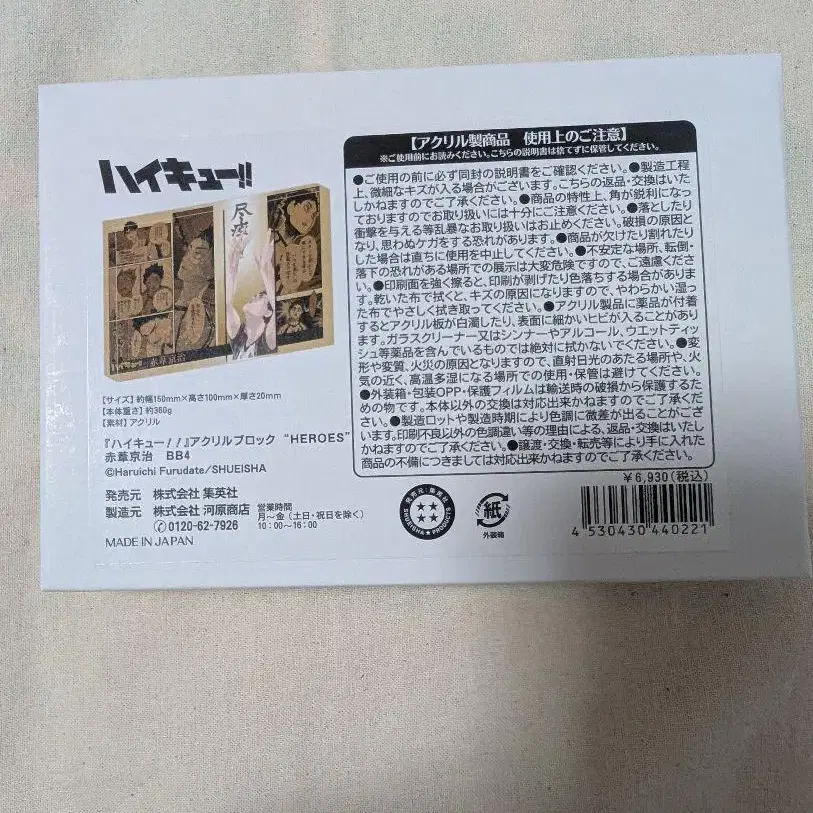 ハイキュー!!
尽瘁
ハイキュー!!
赤葦京治
【サイズ】約幅150mm×高さ100mm×厚さ20mm
【本体重さ】約360g
【素材】アクリル
『ハイキュー!!』アクリルブロック “HEROES”
赤葦京治 BB4
©Haruichi Furudate/SHUEISHA
発売元 株式会社 集英社
製造元 株式会社 河原商店
0120-62-7926
営業時間
月～金（土・日・祝日を除く）
10:00～16:00
MADE IN JAPAN
【アクリル製商品 使用上のご注意】
※ご使用前にお読みください。こちらの説明書は捨てずに保管してください。
●ご使用の前に必ず同封の説明書をご確認ください。●製造工程
上、微細なキズが入る場合がございます。こちらの返品・交換はいた
しかねますのでご了承ください。●商品の特性上、角が鋭利になっ
ておりますのでお取り扱いには十分にご注意ください。●落としたり
衝撃を与える等乱暴なお取り扱いはお止めください。破損の原因と
なり、思わぬケガをする恐れがあります。●商品が欠けたり割れたり
した場合は直ちに使用を中止してください。●不安定な場所、転倒・
落下の恐れがある場所での展示は大変危険ですので、ご遠慮くださ
い。●印刷面を強く擦ると、印刷が剥げたり色落ちする場合がありま
す。乾いた布で拭くと、キズの原因になりますので、やわらかい湿っ
た布でやさしく拭き取ってください。●アクリル製品に薬品が付着
するとアクリル板が白濁したり、表面に細かいヒビが入ることがあり
ます。ガラスクリーナー又はシンナーやアルコール、ウエットティッ
シュ等薬品を含んでいるものでは絶対に拭かないでください。●変
形や変質、火災の原因となりますので、直射日光のあたる場所や、火
気の近く、高温多湿になる場所での使用・保管は避けてください。
●外装箱・包装OPP・保護フィルムは輸送時の破損から保護するた
めの物です。本体以外の交換は対応出来かねますのでご了承くだ
さい。●製造ロットや製造時期により色調に微差が出ることがござ
います。印刷不良以外の色調違い等の理由による、返品・交換はいた
しかねますのでご了承ください。●譲渡・交換・転売等により手に入れた
商品の不備につきましては対応出来かねますのでご了承ください。
￥6,930(税込)
発売元 集英社
SHUEISHA PRODUCTS
紙
外装箱
4 530430 440221